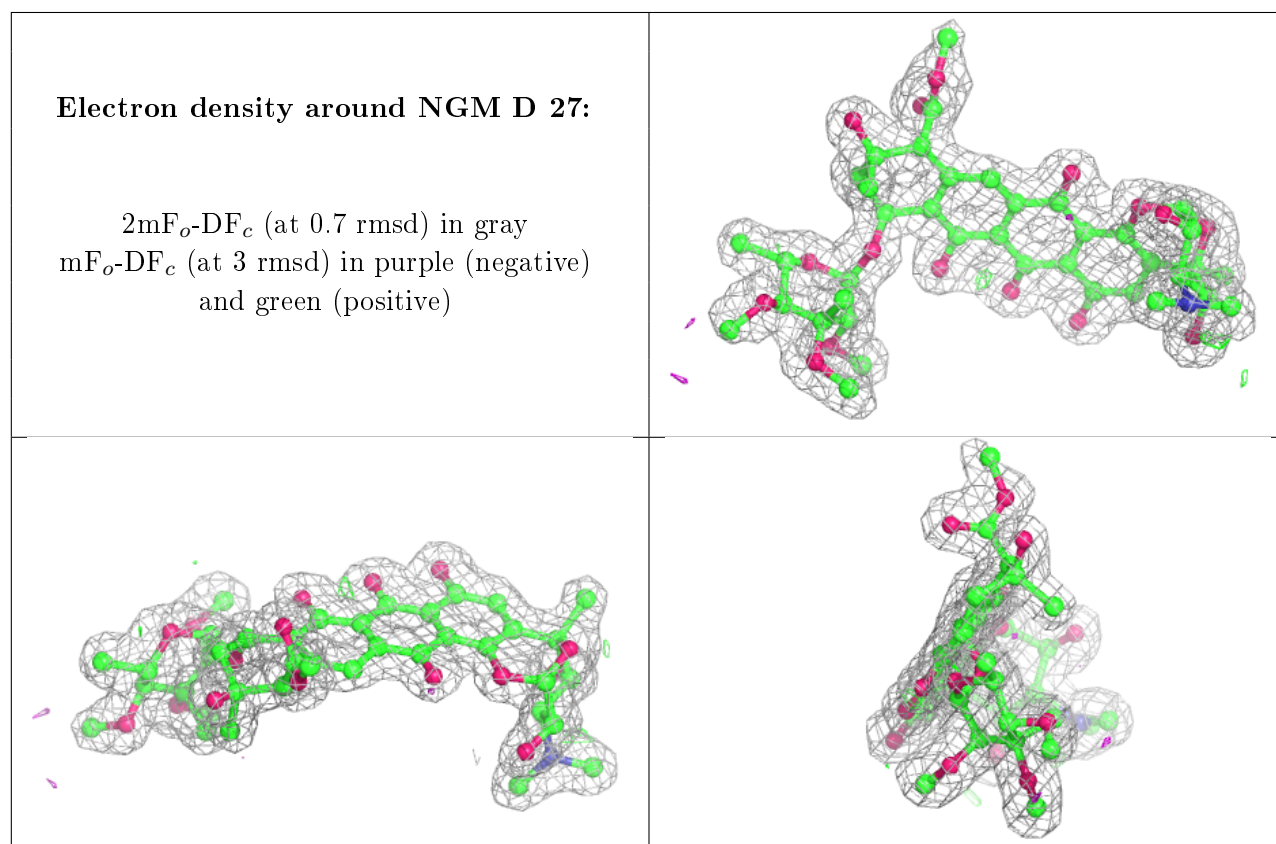 Electron density around NGM D 27:
2mFₒ-DF𝒸 (at 0.7 rmsd) in gray
mFₒ-DF𝒸 (at 3 rmsd) in purple (negative)
and green (positive)